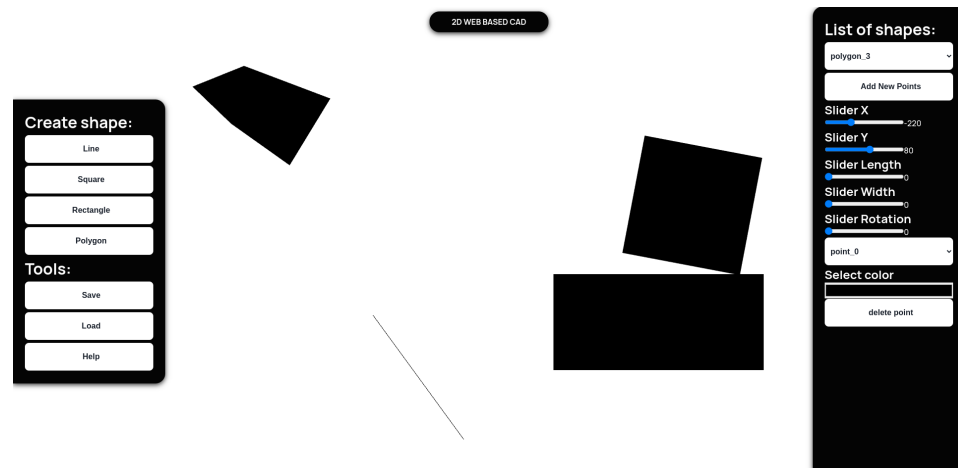 2D WEB BASED CAD
Create shape:
Line
Square
Rectangle
Polygon
Tools:
Save
Load
Help
List of shapes:
polygon_3
Add New Points
Slider X
-220
Slider Y
80
Slider Length
0
Slider Width
0
Slider Rotation
0
point_0
Select color
delete point